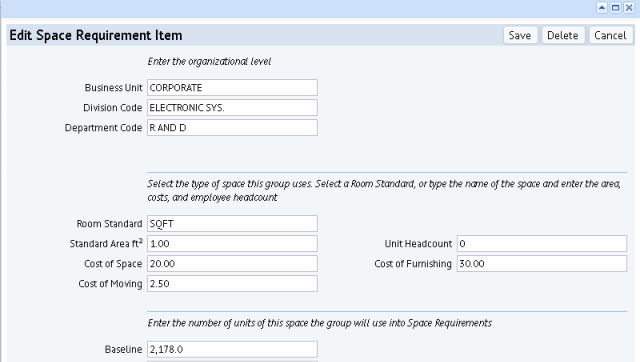 Edit Space Requirement Item
Save Delete Cancel
Enter the organizational level
Business Unit CORPORATE
Division Code ELECTRONIC SYS.
Department Code R AND D
Select the type of space this group uses. Select a Room Standard, or type the name of the space and enter the area,
costs, and employee headcount
Room Standard SQFT
Standard Area ft² 1.00 Unit Headcount 0
Cost of Space 20.00 Cost of Furnishing 30.00
Cost of Moving 2.50
Enter the number of units of this space the group will use into Space Requirements
Baseline 2,178.0